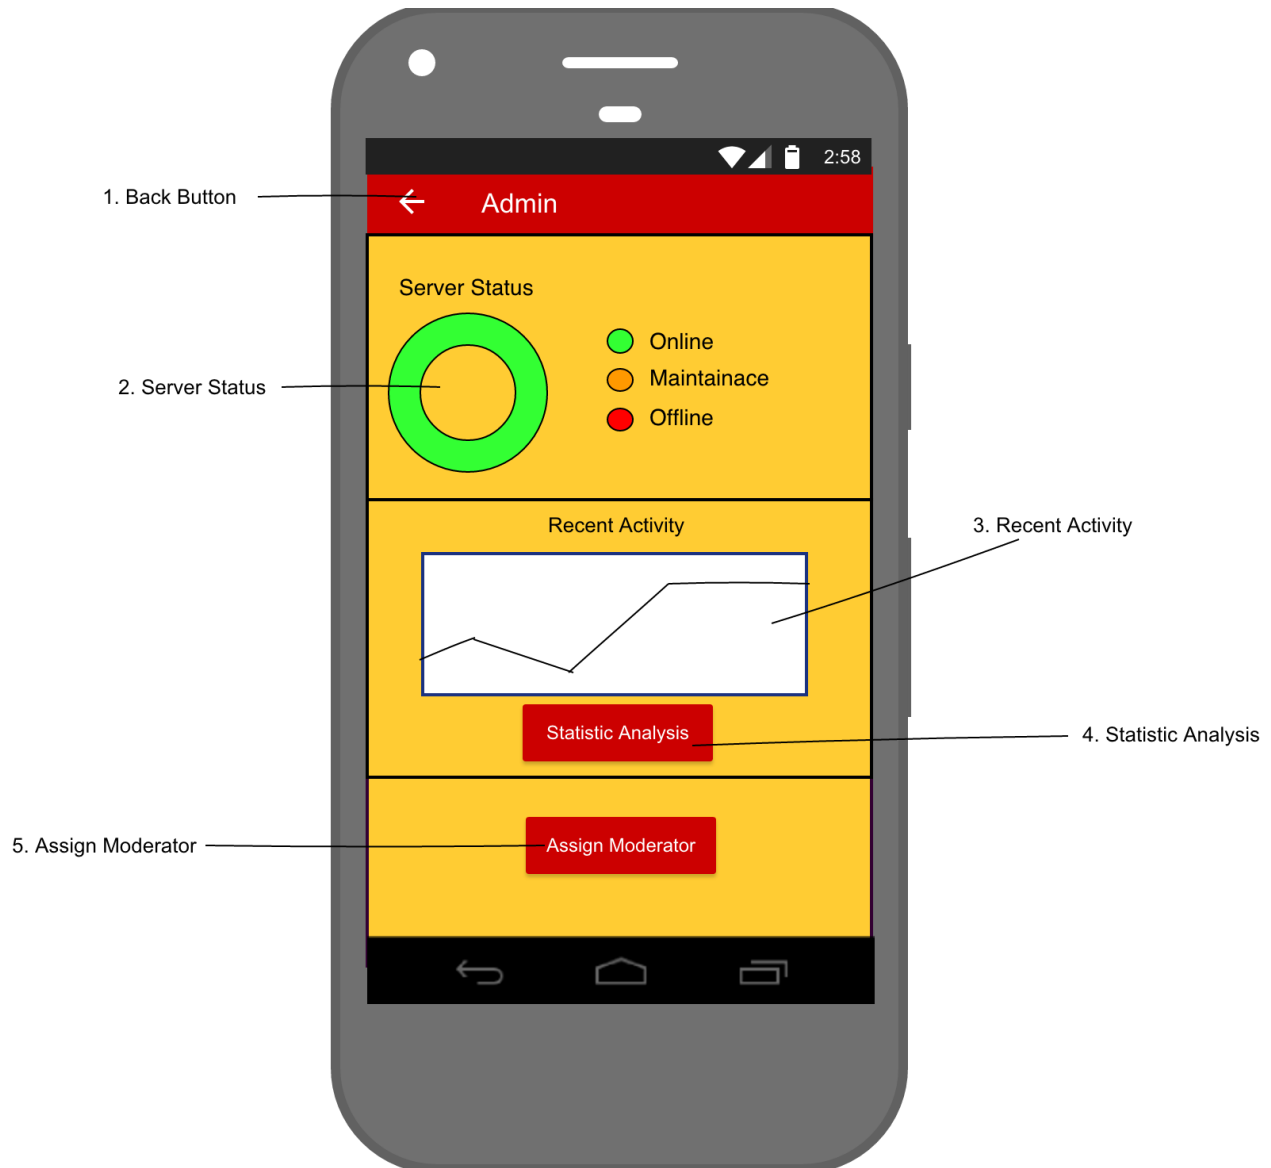 2:58
1. Back Button
Admin
Server Status
Online
2. Server Status
Maintainace
Offline
Recent Activity
3. Recent Activity
Statistic Analysis
4. Statistic Analysis
5. Assign Moderator
Assign Moderator